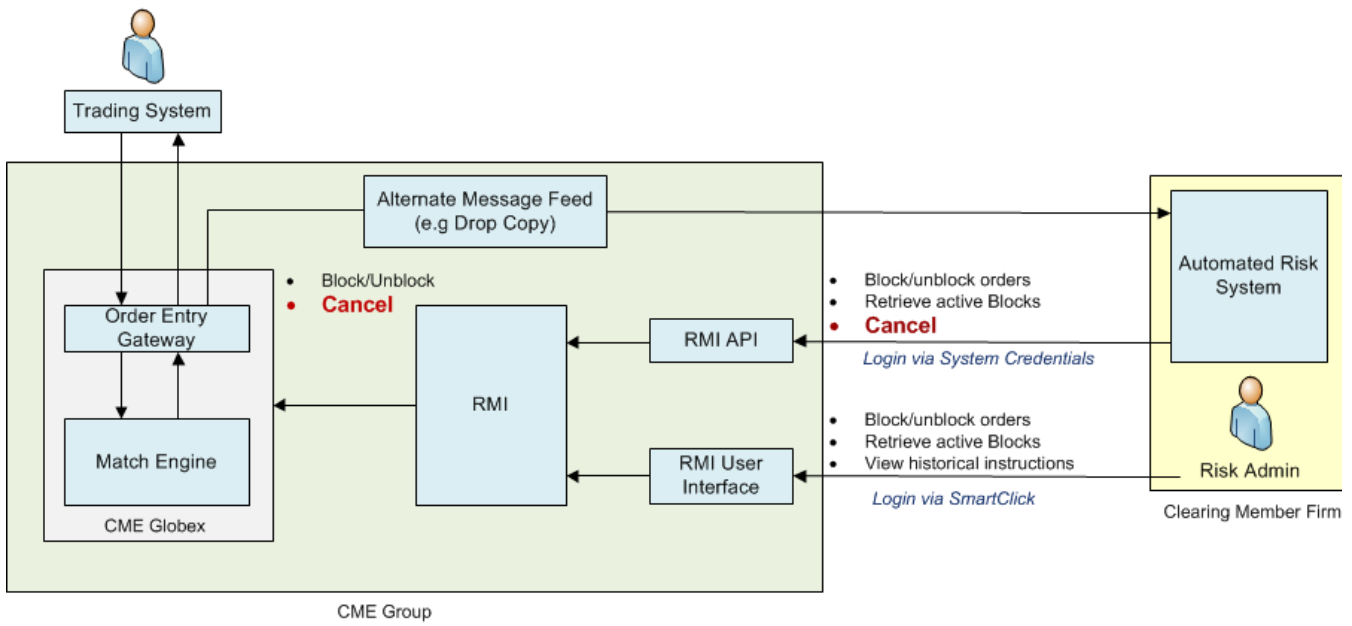 Trading System
Alternate Message Feed
(e.g Drop Copy)
Automated Risk
System
• Block/Unblock
• Cancel
• Block/unblock orders
• Retrieve active Blocks
• Cancel
Login via System Credentials
Order Entry
Gateway
Match Engine
CME Globex
RMI
RMI API
RMI User
Interface
• Block/unblock orders
• Retrieve active Blocks
• View historical instructions
Login via SmartClick
Risk Admin
Clearing Member Firm
CME Group